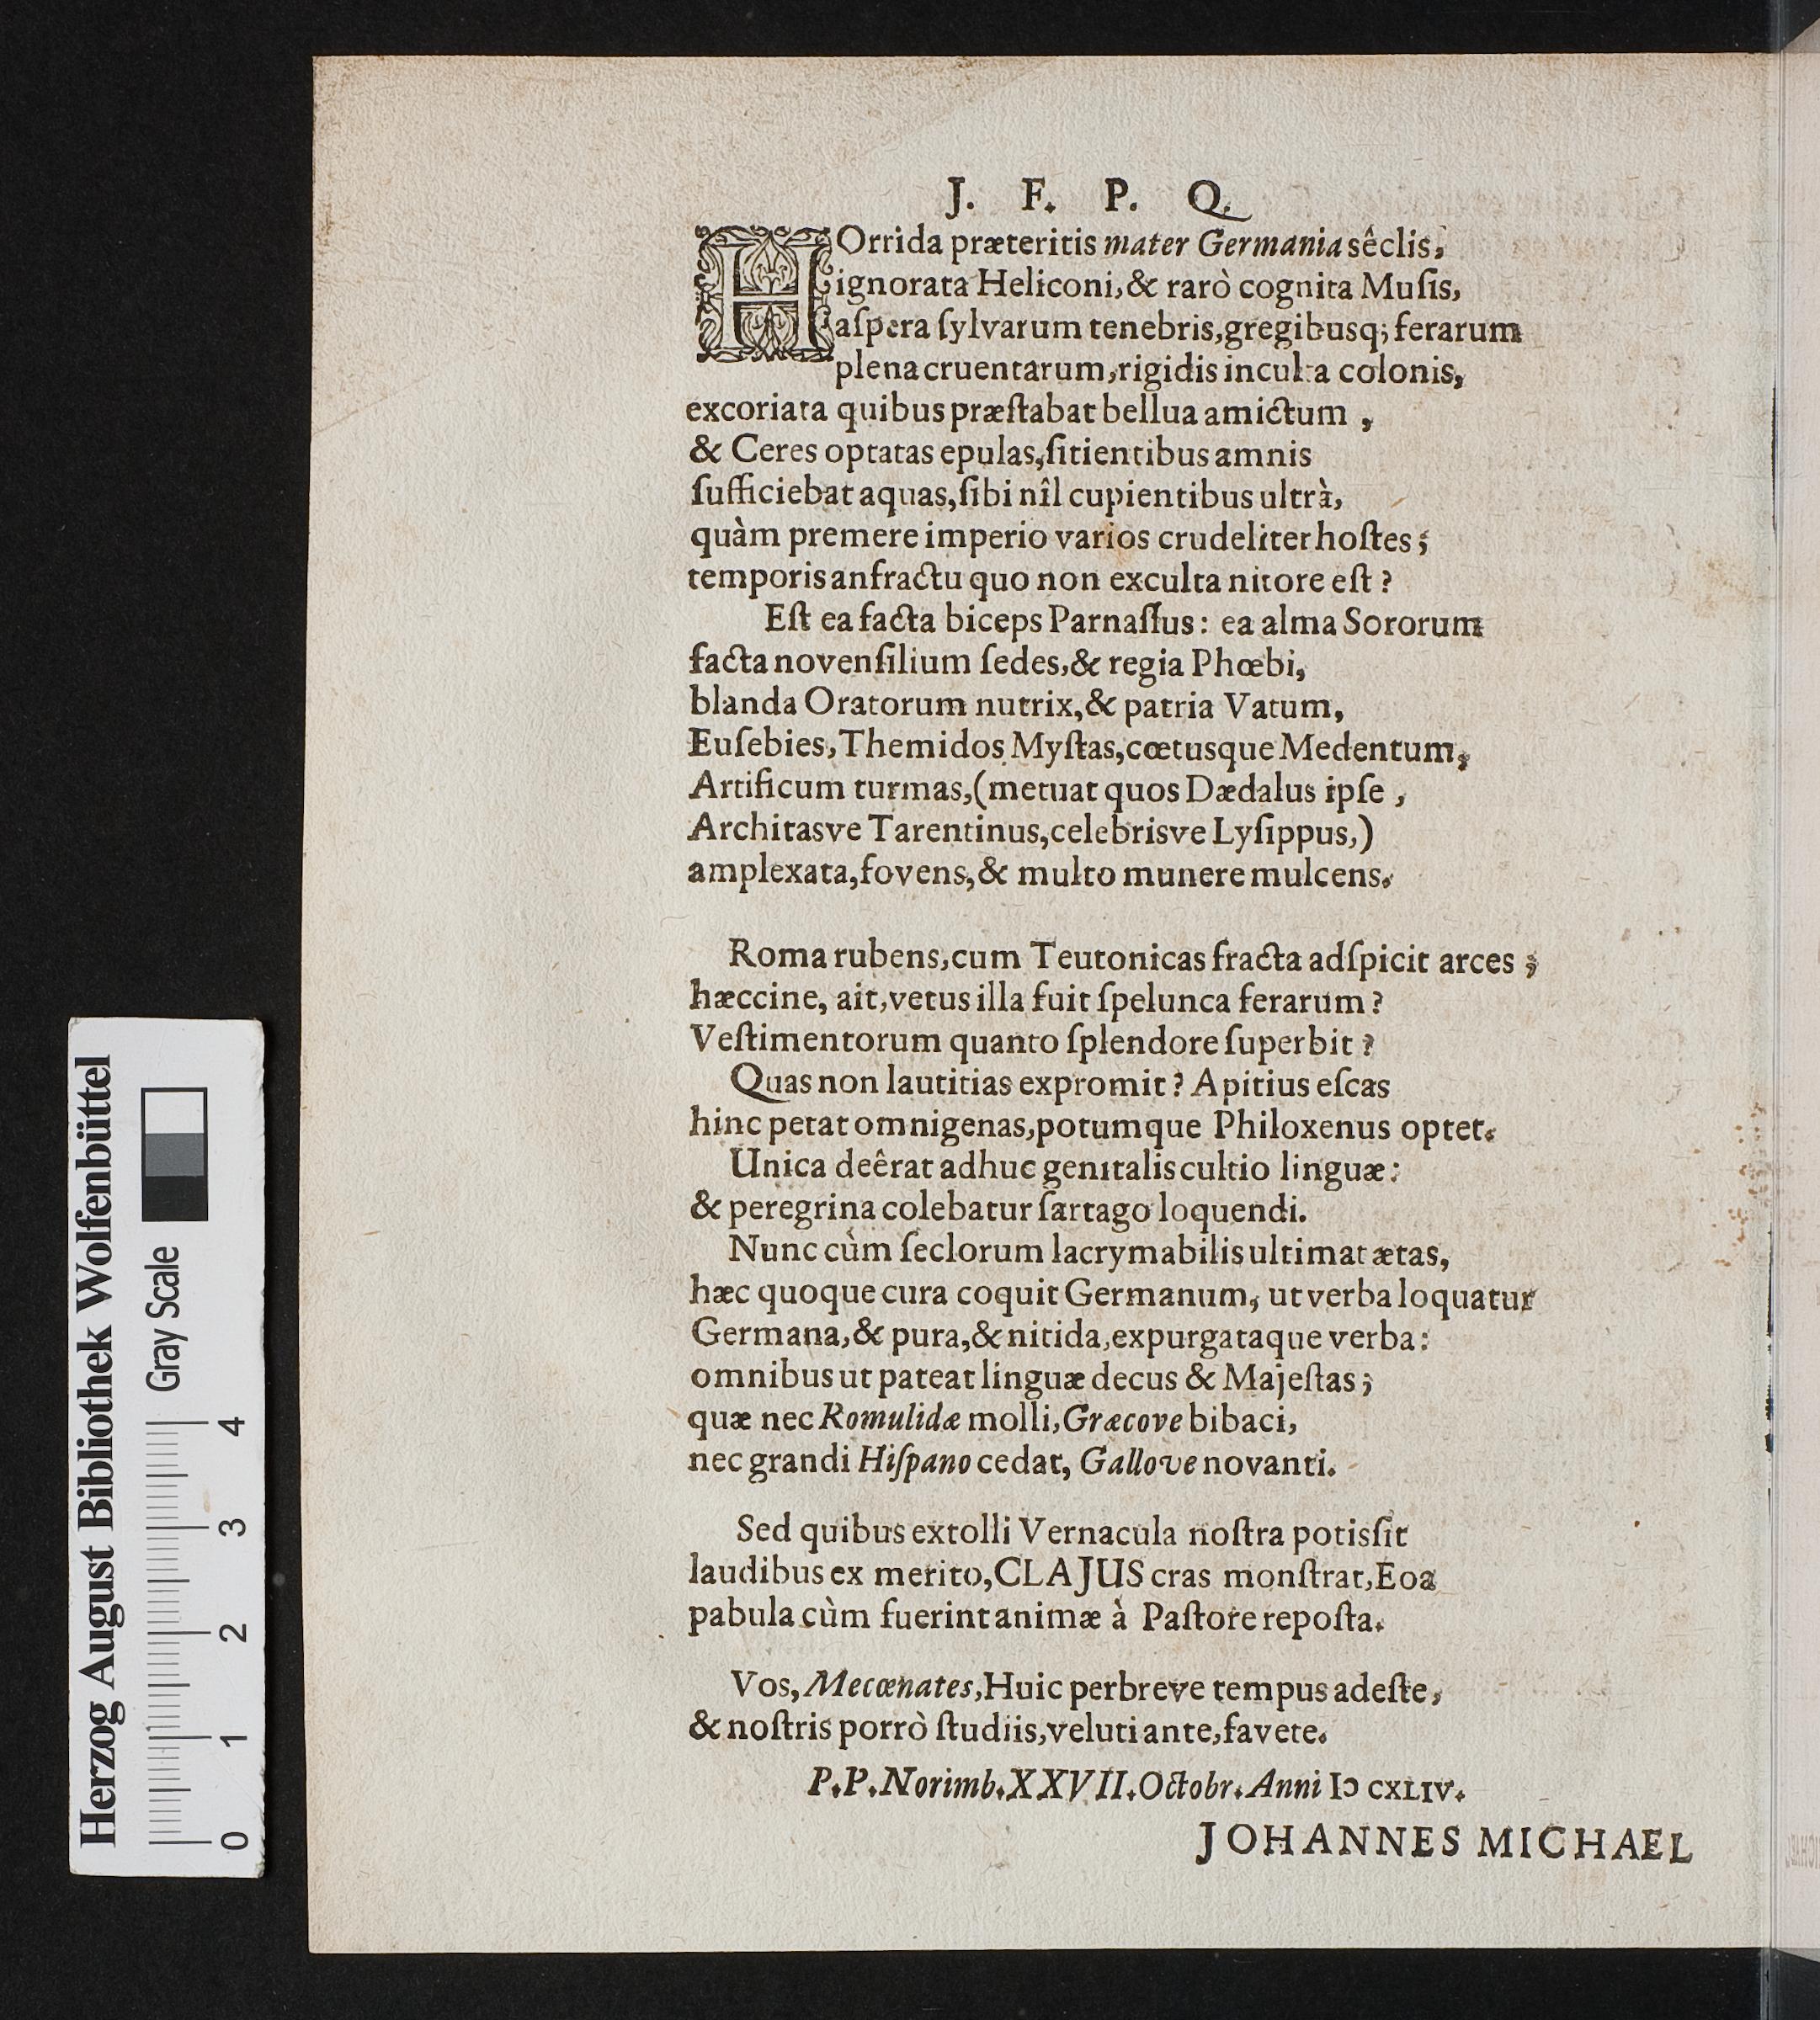 J. F. P. Q.
HOrrida præteritis mater Germania sêclis,
ignorata Heliconi, & rarò cognita Muſis,
aſpera ſylvarum tenebris, gregibusq; ferarum
plena cruentarum, rigidis inculta colonis,
excoriata quibus præſtabat bellua amictum,
& Ceres optatas epulas, ſitientibus amnis
ſufficiebat aquas, ſibi nîl cupientibus ultrà,
quàm premere imperio varios crudeliter hoſtes;
temporis anfractu quo non exculta nitore eſt?
Eſt ea facta biceps Parnaſſus: ea alma Sororum
facta novenſilium ſedes, & regia Phœbi,
blanda Oratorum nutrix, & patria Vatum,
Euſebies, Themidos Myſtas, cœtusque Medentum,
Artificum turmas, (metuat quos Dædalus ipſe,
Architasve Tarentinus, celebrisve Lyſippus,)
amplexata, fovens, & multo munere mulcens.
Roma rubens, cum Teutonicas fracta adſpicit arces;
hæccine, ait, vetus illa fuit ſpelunca ferarum?
Veſtimentorum quanto ſplendore ſuperbit?
Quas non lautitias expromit? Apitius eſcas
hinc petat omnigenas, potumque Philoxenus optet.
Unica deêrat adhuc genitalis cultio linguæ:
& peregrina colebatur ſartago loquendi.
Nunc cùm ſeclorum lacrymabilis ultimat ætas,
hæc quoque cura coquit Germanum, ut verba loquatur
Germana, & pura, & nitida, expurgataque verba:
omnibus ut pateat linguæ decus & Majeſtas;
quæ nec Romulidæ molli, Græcove bibaci,
nec grandi Hiſpano cedat, Gallove novanti.
Sed quibus extolli Vernacula noſtra potisſit
laudibus ex merito, CLAJUS cras monſtrat, Eoa
pabula cùm fuerint animæ à Paſtore repoſta.
Vos, Mecœnates, Huic perbreve tempus adeſte,
& noſtris porrò ſtudiis, veluti ante, favete.
P. P. Norimb. XXVII. Octobr. Anni IↃ CXLIV.
JOHANNES MICHAEL
Herzog August Bibliothek Wolfenbüttel
Gray Scale
0 1 2 3 4